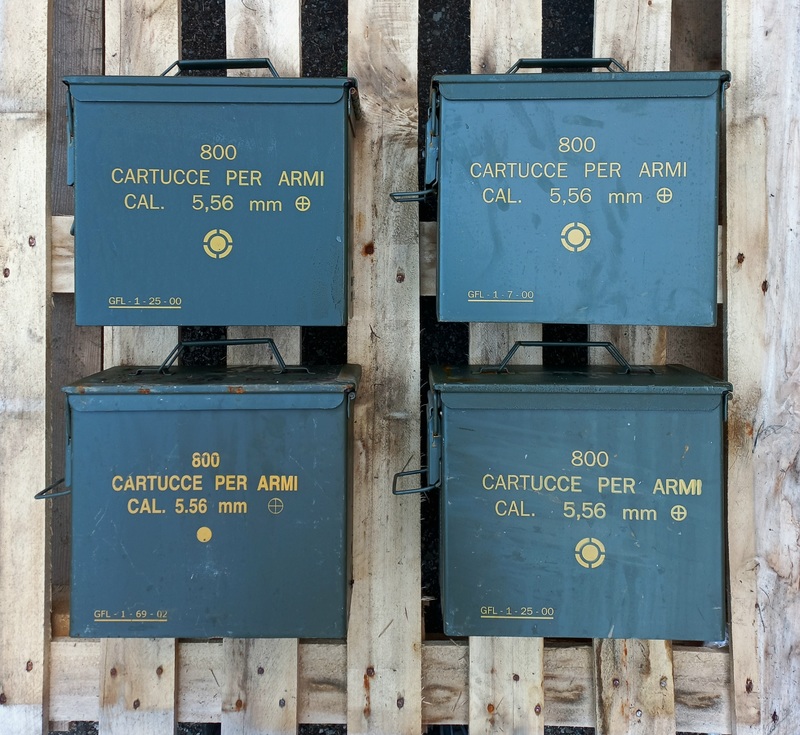 800
CARTUCCE PER ARMI
CAL. 5,56 mm
GFL - 1 - 25 - 00
800
CARTUCCE PER ARMI
CAL. 5,56 mm
GFL - 1 - 7 - 00
800
CARTUCCE PER ARMI
CAL. 5.56 mm
GFL - 1 - 69 - 02
800
CARTUCCE PER ARMI
CAL. 5,56 mm
GFL - 1 - 25 - 00